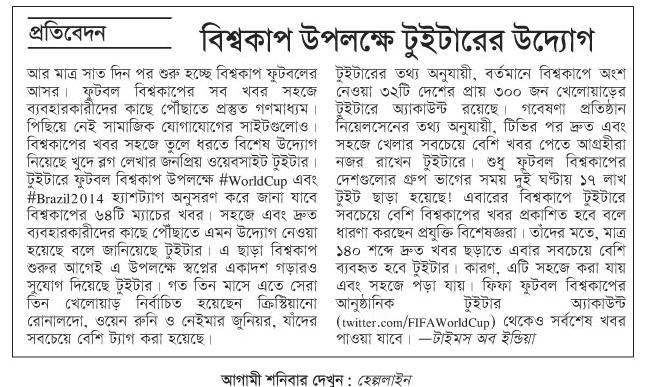 প্রতিবেদন
বিশ্বকাপ উপলক্ষে টুইটারের উদ্যোগ
আর মাত্র সাত দিন পর শুরু হচ্ছে বিশ্বকাপ ফুটবলের
আসর। ফুটবল বিশ্বকাপের সব খবর সহজে
ব্যবহারকারীদের কাছে পৌঁছাতে প্রস্তুত গণমাধ্যম।
পিছিয়ে নেই সামাজিক যোগাযোগের সাইটগুলোও।
বিশ্বকাপের খবর সহজে তুলে ধরতে বিশেষ উদ্যোগ
নিয়েছে খুদে ব্লগ লেখার জনপ্রিয় ওয়েবসাইট টুইটার।
টুইটারে ফুটবল বিশ্বকাপ উপলক্ষে #WorldCup এবং
#Brazil2014 হ্যাশট্যাগ অনুসরণ করে জানা যাবে
বিশ্বকাপের ৬৪টি ম্যাচের খবর। সহজে এবং দ্রুত
ব্যবহারকারীদের কাছে পৌঁছাতে এমন উদ্যোগ নেওয়া
হয়েছে বলে জানিয়েছে টুইটার। এ ছাড়া বিশ্বকাপ
শুরুর আগেই এ উপলক্ষে স্বপ্নের একাদশ গড়ারও
সুযোগ দিয়েছে টুইটার। গত তিন মাসে এতে সেরা
তিন খেলোয়াড় নির্বাচিত হয়েছেন ক্রিস্টিয়ানো
রোনালদো, ওয়েন রুনি ও নেইমার জুনিয়র, যাঁদের
সবচেয়ে বেশি ট্যাগ করা হয়েছে।
টুইটারের তথ্য অনুযায়ী, বর্তমানে বিশ্বকাপে অংশ
নেওয়া ৩২টি দেশের প্রায় ৩০০ জন খেলোয়াড়ের
টুইটারে অ্যাকাউন্ট রয়েছে। গবেষণা প্রতিষ্ঠান
নিয়েলসেনের তথ্য অনুযায়ী, টিভির পর দ্রুত এবং
সহজে খেলার সবচেয়ে বেশি খবর পেতে আগ্রহীরা
নজর রাখেন টুইটারে। শুধু ফুটবল বিশ্বকাপের
দেশগুলোর গ্রুপ ভাগের সময় দুই ঘণ্টায় ১৭ লাখ
টুইট ছাড়া হয়েছে! এবারের বিশ্বকাপে টুইটারে
সবচেয়ে বেশি বিশ্বকাপের খবর প্রকাশিত হবে বলে
ধারণা করছেন প্রযুক্তি বিশেষজ্ঞরা। তাঁদের মতে, মাত্র
১৪০ শব্দে দ্রুত খবর ছড়াতে এবার সবচেয়ে বেশি
ব্যবহৃত হবে টুইটার। কারণ, এটি সহজে করা যায়
এবং সহজে পড়া যায়। ফিফা ফুটবল বিশ্বকাপের
আনুষ্ঠানিক টুইটার অ্যাকাউন্ট
(twitter.com/FIFAWorldCup) থেকেও সর্বশেষ খবর
পাওয়া যাবে। —টাইমস অব ইন্ডিয়া
আগামী শনিবার দেখুন : হেল্পলাইন